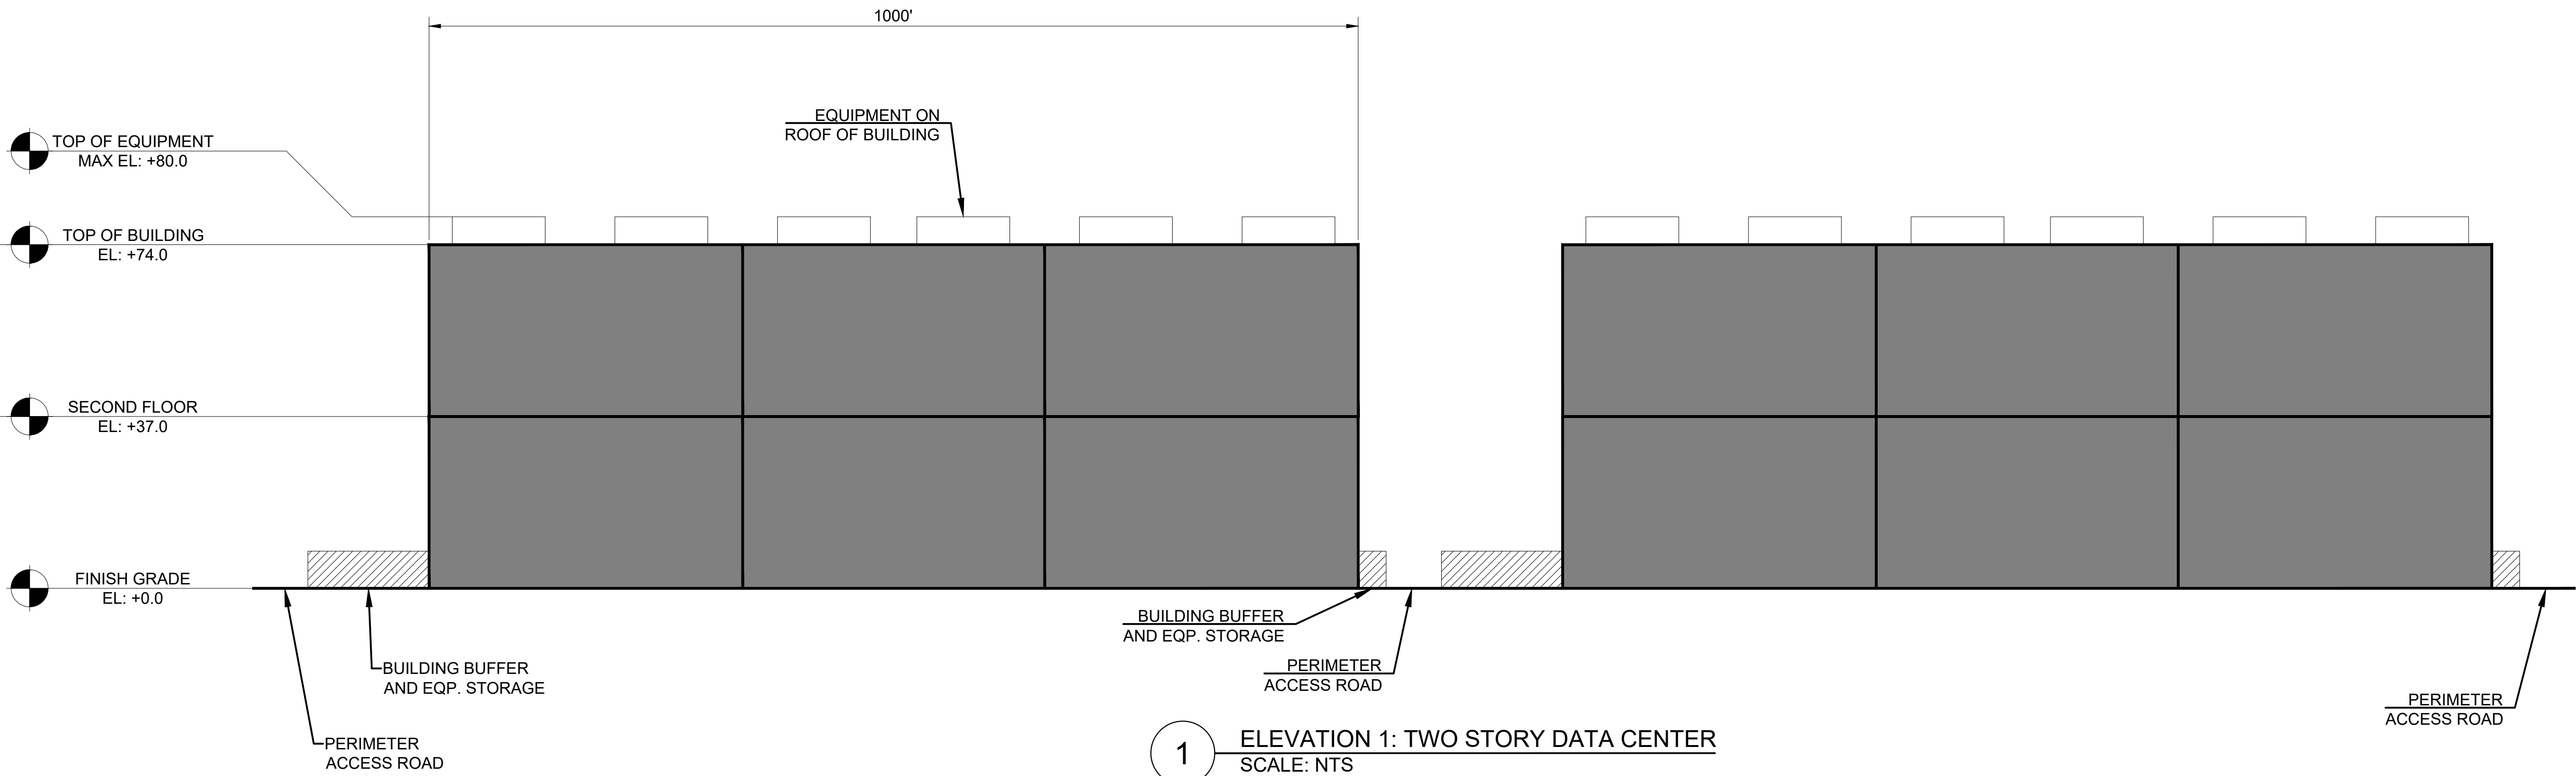 1000'
EQUIPMENT ON
ROOF OF BUILDING
TOP OF EQUIPMENT
MAX EL: +80.0
TOP OF BUILDING
EL: +74.0
SECOND FLOOR
EL: +37.0
FINISH GRADE
EL: +0.0
BUILDING BUFFER
AND EQP. STORAGE
PERIMETER
ACCESS ROAD
BUILDING BUFFER
AND EQP. STORAGE
PERIMETER
ACCESS ROAD
PERIMETER
ACCESS ROAD
1
ELEVATION 1: TWO STORY DATA CENTER
SCALE: NTS